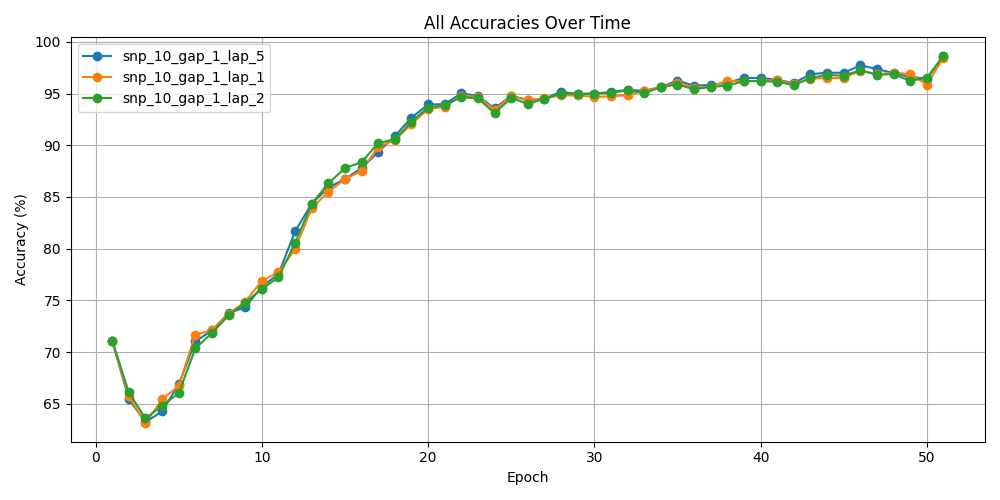 All Accuracies Over Time
snp_10_gap_1_lap_5
snp_10_gap_1_lap_1
snp_10_gap_1_lap_2
Accuracy (%)
100
95
90
85
80
75
70
65
0 10 20 30 40 50
Epoch